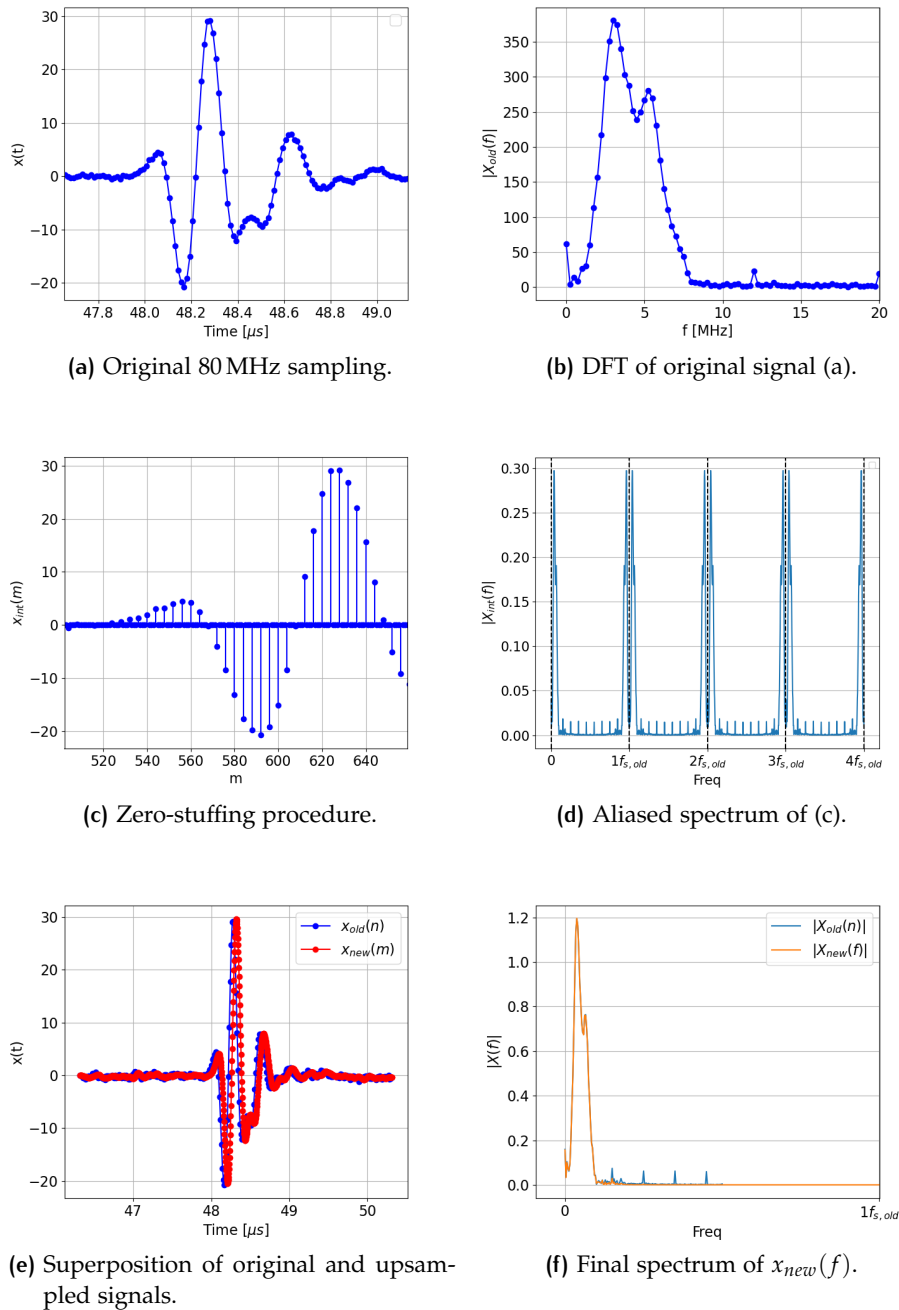 30
20
10
0
−10
−20
x(t)
47.8 48.0 48.2 48.4 48.6 48.8 49.0
Time [μs]
(a) Original 80 MHz sampling.
350
300
250
200
150
100
50
0
|X_old(f)|
0 5 10 15 20
f [MHz]
(b) DFT of original signal (a).
30
20
10
0
−10
−20
x_int(m)
520 540 560 580 600 620 640
m
(c) Zero-stuffing procedure.
0.30
0.25
0.20
0.15
0.10
0.05
0.00
|X_int(f)|
0 1f_s,old 2f_s,old 3f_s,old 4f_s,old
Freq
(d) Aliased spectrum of (c).
30
20
10
0
−10
−20
x(t)
x_old(n)
x_new(m)
47 48 49 50
Time [μs]
(e) Superposition of original and upsam-
pled signals.
1.2
1.0
0.8
0.6
0.4
0.2
0.0
|X(f)|
|X_old(n)|
|X_new(f)|
0 1f_s,old
Freq
(f) Final spectrum of x_new(f).